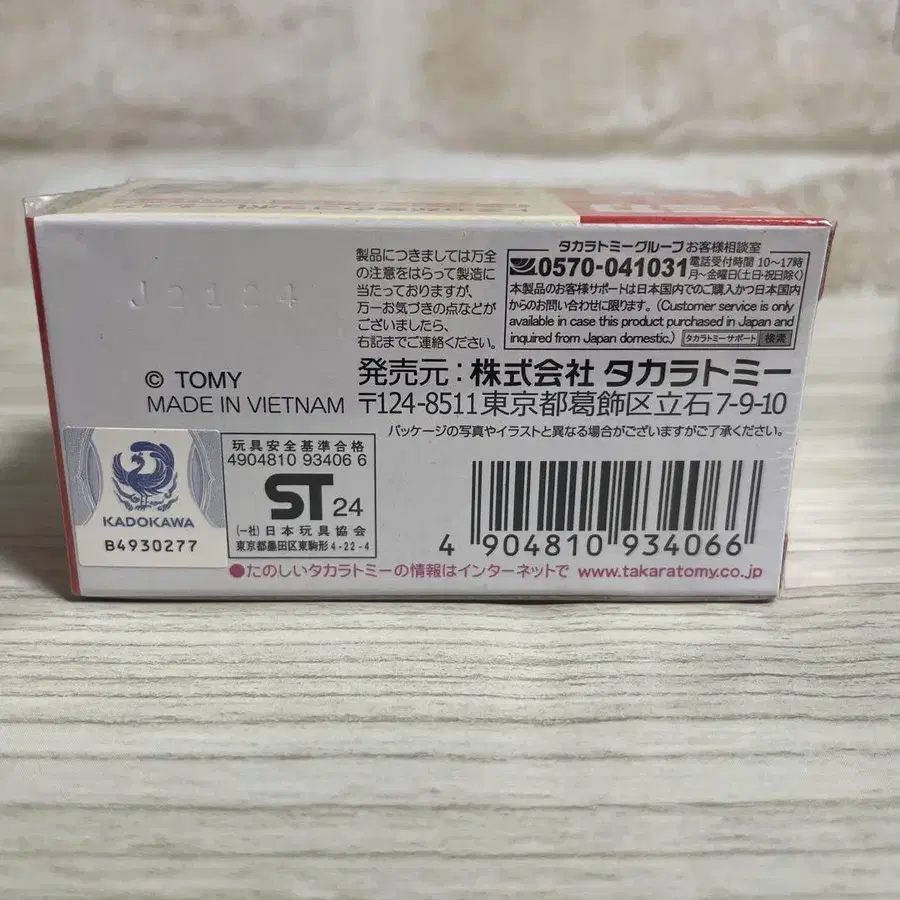 J2104
© TOMY
MADE IN VIETNAM
製品につきましては万全
の注意をはらって製造に
当たっておりますが、
万一お気づきの点などが
ございましたら、
右記までご連絡ください。
タカラトミーグループ お客様相談室
0570-041031 電話受付時間 10〜17時
月〜金曜日(土日・祝日除く)
本製品のお客様サポートは日本国内でのご購入かつ日本国内
からのお問い合わせに限ります。(Customer service is only
available in case this product purchased in Japan and
inquired from Japan domestic.) タカラトミーサポート 検索
発売元:株式会社 タカラトミー
〒124-8511 東京都葛飾区立石7-9-10
パッケージの写真やイラストと異なる場合がございますがご了承ください。
KADOKAWA
B4930277
玩具安全基準合格
4904810 93406 6
ST 24
(一社)日本玩具協会
東京都墨田区東駒形4-22-4
4 904810 934066
●たのしいタカラトミーの情報はインターネットで www.takaratomy.co.jp